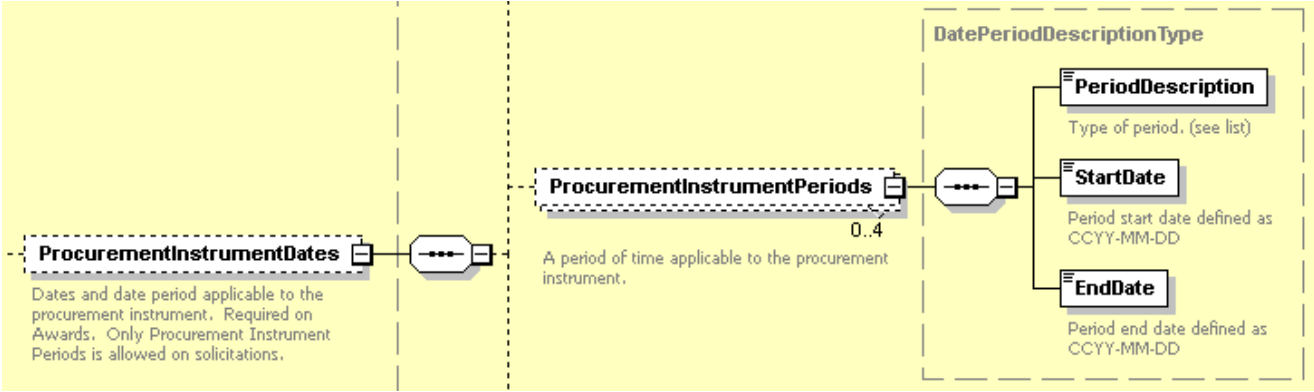 DatePeriodDescriptionType
PeriodDescription
Type of period. (see list)
StartDate
Period start date defined as
CCYY-MM-DD
EndDate
Period end date defined as
CCYY-MM-DD
ProcurementInstrumentPeriods
0..4
A period of time applicable to the procurement
instrument.
ProcurementInstrumentDates
Dates and date period applicable to the
procurement instrument.  Required on
Awards.  Only Procurement Instrument
Periods is allowed on solicitations.